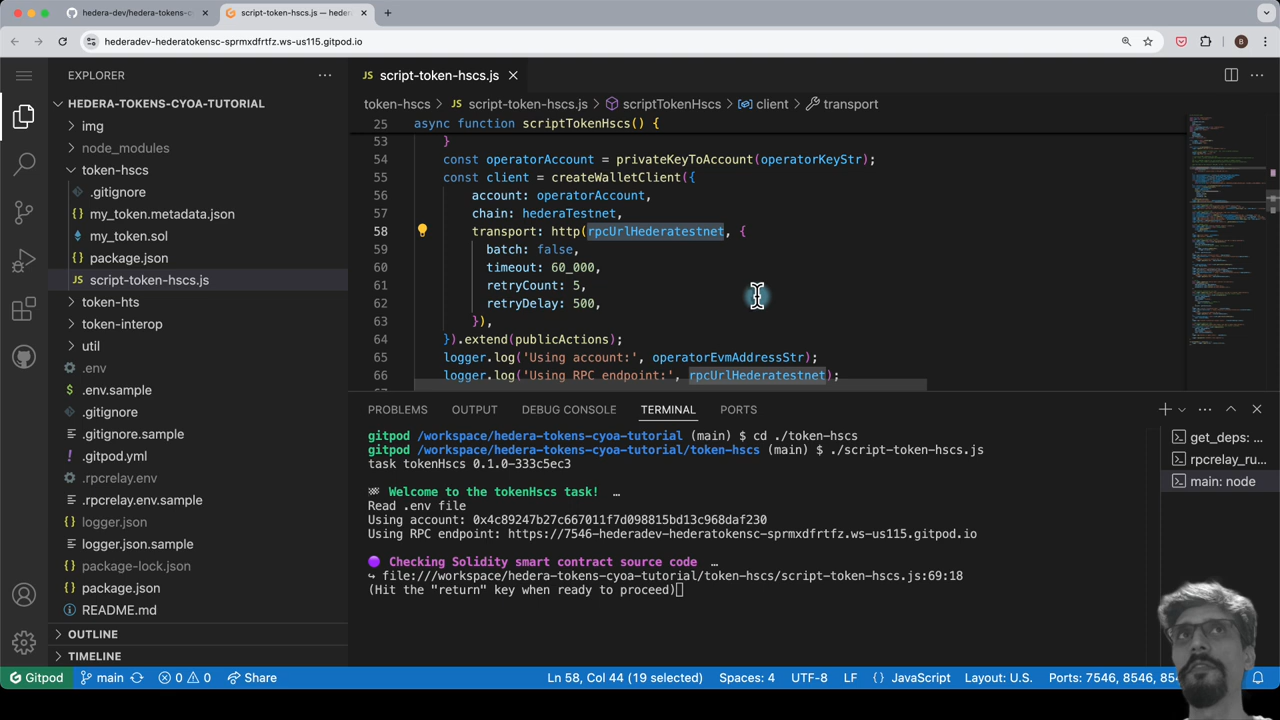 hedera-dev/hedera-tokens-c
script-token-hscs.js — heder
hederadev-hederatokensc-sprmxdfrtfz.ws-us115.gitpod.io
B
EXPLORER
HEDERA-TOKENS-CYOA-TUTORIAL
img
node_modules
token-hscs
.gitignore
my_token.metadata.json
my_token.sol
package.json
script-token-hscs.js
token-hts
token-interop
util
.env
.env.sample
.gitignore
.gitignore.sample
.gitpod.yml
.rpcrelay.env
.rpcrelay.env.sample
logger.json
logger.json.sample
package-lock.json
package.json
README.md
OUTLINE
TIMELINE
script-token-hscs.js
token-hscs > JS script-token-hscs.js > scriptTokenHscs > client > transport
25 async function scriptTokenHscs() {
53 }
54 const operatorAccount = privateKeyToAccount(operatorKeyStr);
55 const client = createWalletClient({
56 account: operatorAccount,
57 chain: hederaTestnet,
58 transport: http(rpcUrlHederatestnet, {
59 batch: false,
60 timeout: 60_000,
61 retryCount: 5,
62 retryDelay: 500,
63 }),
64 }).extend(publicActions);
65 logger.log('Using account:', operatorEvmAddressStr);
66 logger.log('Using RPC endpoint:', rpcUrlHederatestnet);
PROBLEMS OUTPUT DEBUG CONSOLE TERMINAL PORTS
gitpod /workspace/hedera-tokens-cyoa-tutorial (main) $ cd ./token-hscs
gitpod /workspace/hedera-tokens-cyoa-tutorial/token-hscs (main) $ ./script-token-hscs.js
task tokenHscs 0.1.0-333c5ec3
🏁 Welcome to the tokenHscs task! …
Read .env file
Using account: 0x4c89247b27c667011f7d098815bd13c968daf230
Using RPC endpoint: https://7546-hederadev-hederatokensc-sprmxdfrtfz.ws-us115.gitpod.io
🟣 Checking Solidity smart contract source code …
↪ file:///workspace/hedera-tokens-cyoa-tutorial/token-hscs/script-token-hscs.js:69:18
(Hit the "return" key when ready to proceed)
get_deps: ...
rpcrelay_ru...
main: node
Gitpod main 0 0 Share Ln 58, Col 44 (19 selected) Spaces: 4 UTF-8 LF {} JavaScript Layout: U.S. Ports: 7546, 8546, 854